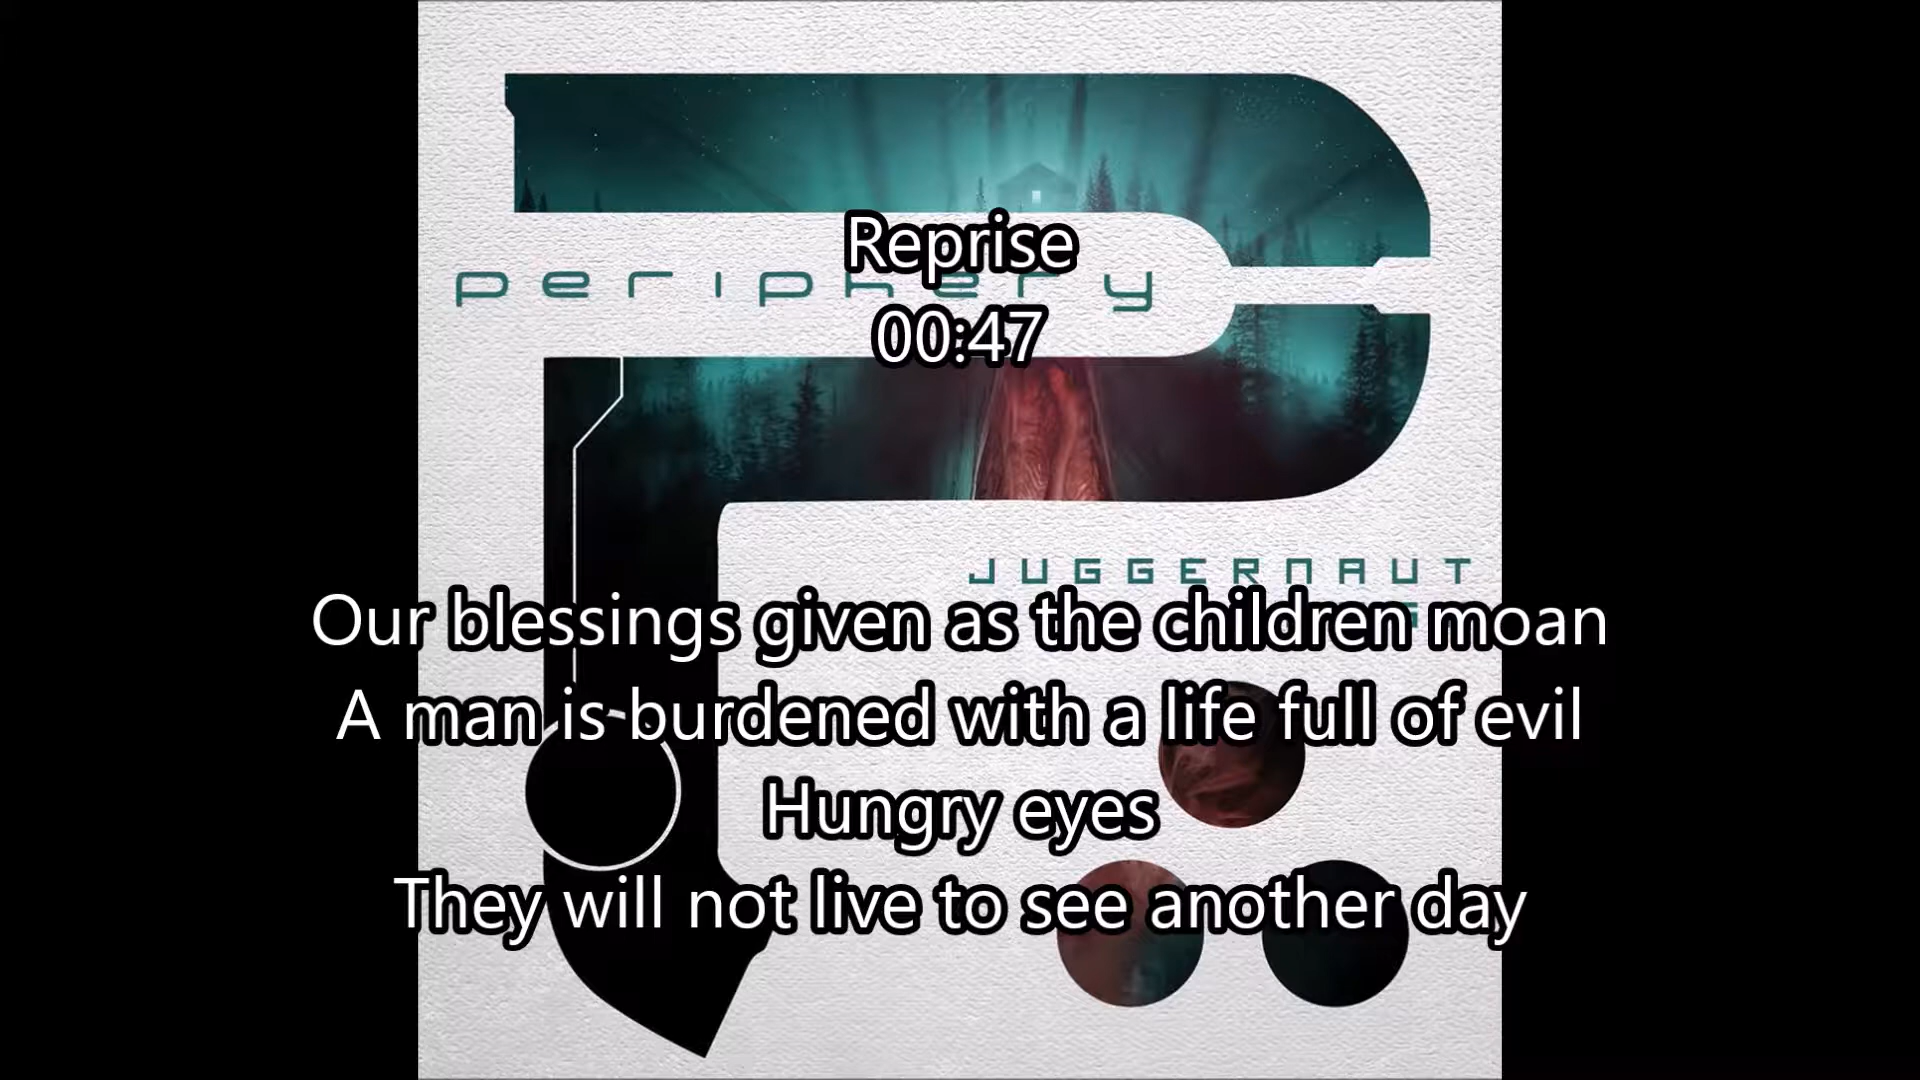 Reprise
periphery
00:47
JUGGERNAUT
Our blessings given as the children moan
A man is burdened with a life full of evil
Hungry eyes
They will not live to see another day